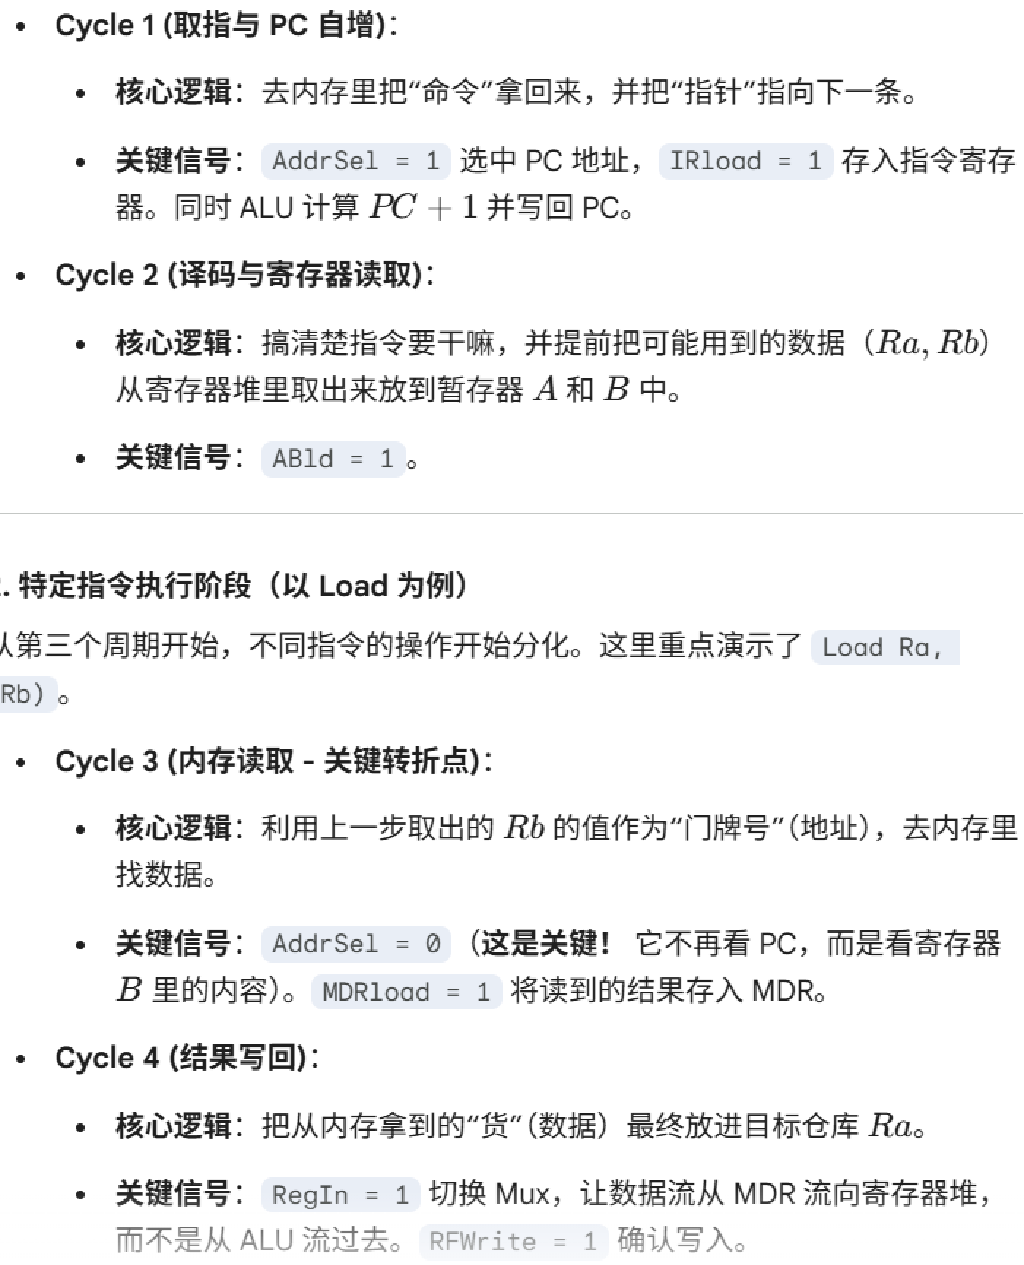 • Cycle 1 (取指与 PC 自增)：
• 核心逻辑：去内存里把“命令”拿回来，并把“指针”指向下一条。
• 关键信号：AddrSel = 1 选中 PC 地址，IRload = 1 存入指令寄存
器。同时 ALU 计算 PC + 1 并写回 PC。
• Cycle 2 (译码与寄存器读取)：
• 核心逻辑：搞清楚指令要干嘛，并提前把可能用到的数据（Ra, Rb）
从寄存器堆里取出来放到暂存器 A 和 B 中。
• 关键信号：ABld = 1。
. 特定指令执行阶段（以 Load 为例）
从第三个周期开始，不同指令的操作开始分化。这里重点演示了 Load Ra,
Rb)。
• Cycle 3 (内存读取 - 关键转折点)：
• 核心逻辑：利用上一步取出的 Rb 的值作为“门牌号”（地址），去内存里
找数据。
• 关键信号：AddrSel = 0（这是关键！ 它不再看 PC，而是看寄存器
B 里的内容）。MDRload = 1 将读到的结果存入 MDR。
• Cycle 4 (结果写回)：
• 核心逻辑：把从内存拿到的“货“（数据）最终放进目标仓库 Ra。
• 关键信号：RegIn = 1 切换 Mux，让数据流从 MDR 流向寄存器堆，
而不是从 ALU 流过去。RFWrite = 1 确认写入。